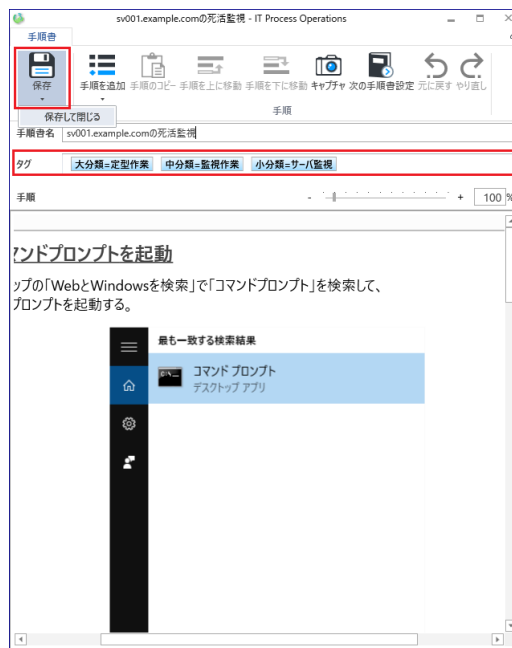 sv001.example.comの死活監視 - IT Process Operations
手順書
保存 手順を追加 手順のコピー 手順を上に移動 手順を下に移動 キャプチャ 次の手順書設定 元に戻す やり直し
手順
保存して閉じる
手順書名 sv001.example.comの死活監視
タグ 大分類=定型作業 中分類=監視作業 小分類=サーバ監視
手順 - + 100 %
マンドプロンプトを起動
ップの「WebとWindowsを検索」で「コマンドプロンプト」を検索して、
プロンプトを起動する。
最も一致する検索結果
コマンド プロンプト
デスクトップ アプリ